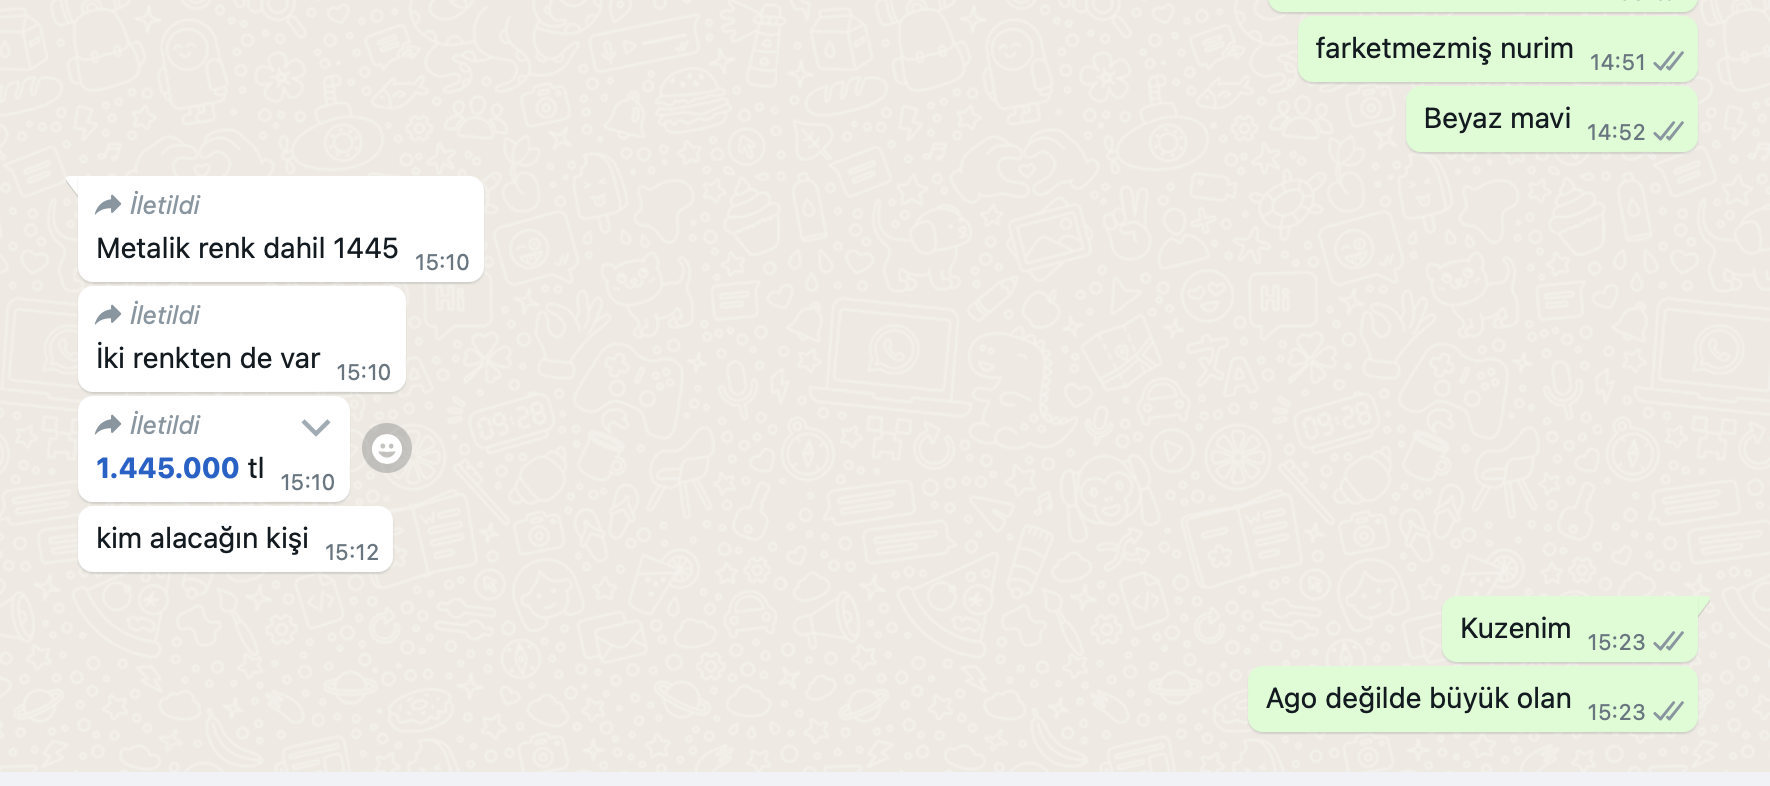 farketmezmiş nurim 14:51
Beyaz mavi 14:52
İletildi
Metalik renk dahil 1445 15:10
İletildi
İki renkten de var 15:10
İletildi
1.445.000 tl 15:10
kim alacağın kişi 15:12
Kuzenim 15:23
Ago değilde büyük olan 15:23